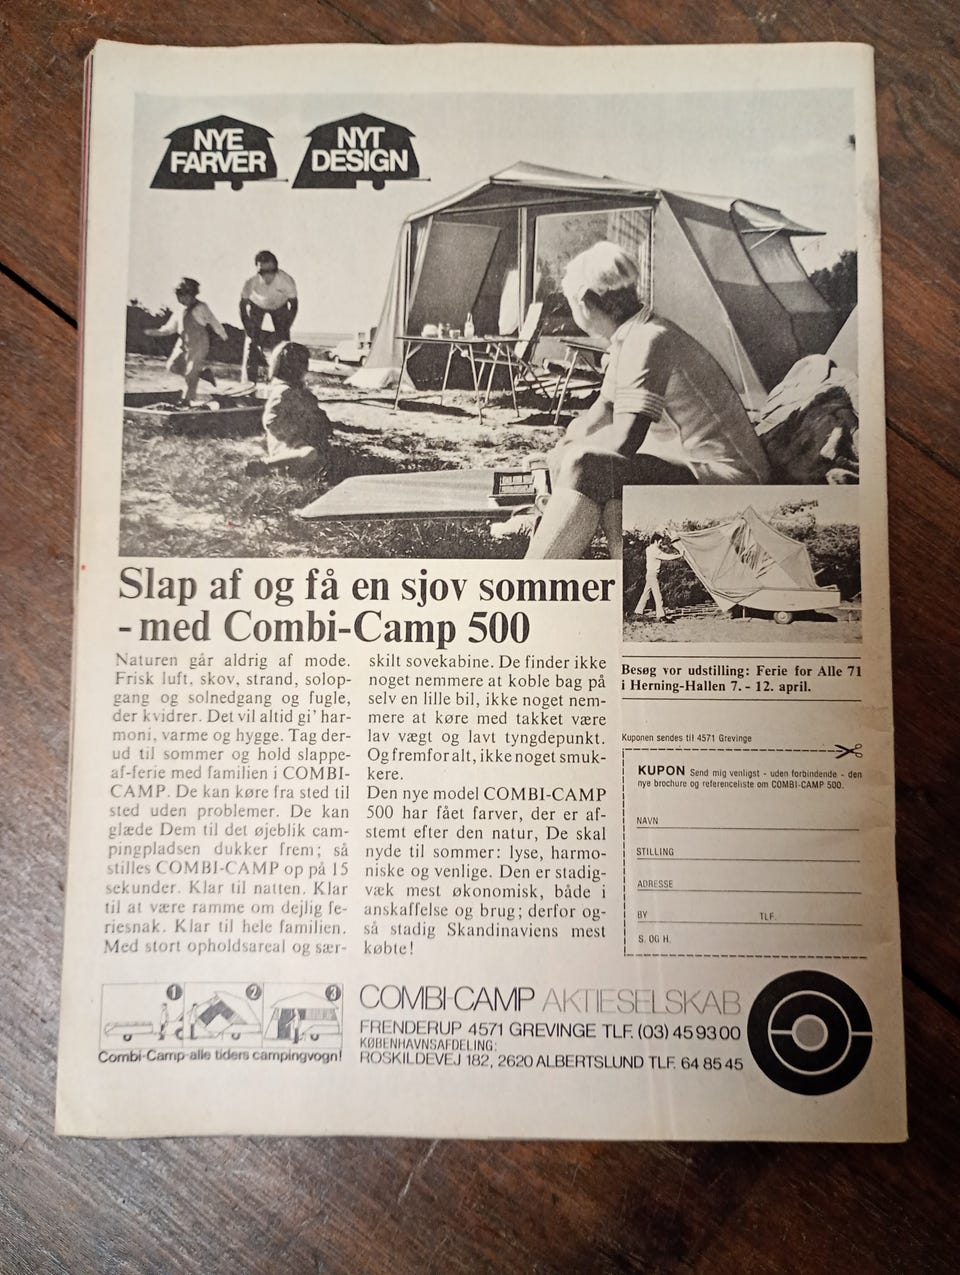 NYE
FARVER
NYT
DESIGN
Slap af og få en sjov sommer
- med Combi-Camp 500
Naturen går aldrig af mode.
Frisk luft, skov, strand, solop-
gang og solnedgang og fugle,
der kvidrer. Det vil altid gi' har-
moni, varme og hygge. Tag der-
ud til sommer og hold slappe-
af-ferie med familien i COMBI-
CAMP. De kan køre fra sted til
sted uden problemer. De kan
glæde Dem til det øjeblik cam-
pingpladsen dukker frem; så
stilles COMBI-CAMP op på 15
sekunder. Klar til natten. Klar
til at være ramme om dejlig fe-
riesnak. Klar til hele familien.
Med stort opholdsareal og sær-
skilt sovekabine. De finder ikke
noget nemmere at koble bag på
selv en lille bil, ikke noget nem-
mere at køre med takket være
lav vægt og lavt tyngdepunkt.
Og fremfor alt, ikke noget smuk-
kere.
Den nye model COMBI-CAMP
500 har fået farver, der er af-
stemt efter den natur, De skal
nyde til sommer: lyse, harmo-
niske og venlige. Den er stadig-
væk mest økonomisk, både i
anskaffelse og brug; derfor og-
så stadig Skandinaviens mest
købte!
Besøg vor udstilling: Ferie for Alle 71
i Herning-Hallen 7. - 12. april.
Kuponen sendes til 4571 Grevinge
KUPON Send mig venligst - uden forbindende - den
nye brochure og referenceliste om COMBI-CAMP 500.
NAVN
STILLING
ADRESSE
BY TLF.
S. OG H.
1 2 3
Combi-Camp-alle tiders campingvogn!
COMBI-CAMP AKTIESELSKAB
FRENDERUP 4571 GREVINGE TLF. (03) 45 93 00
KØBENHAVNSAFDELING:
ROSKILDEVEJ 182, 2620 ALBERTSLUND TLF. 64 85 45